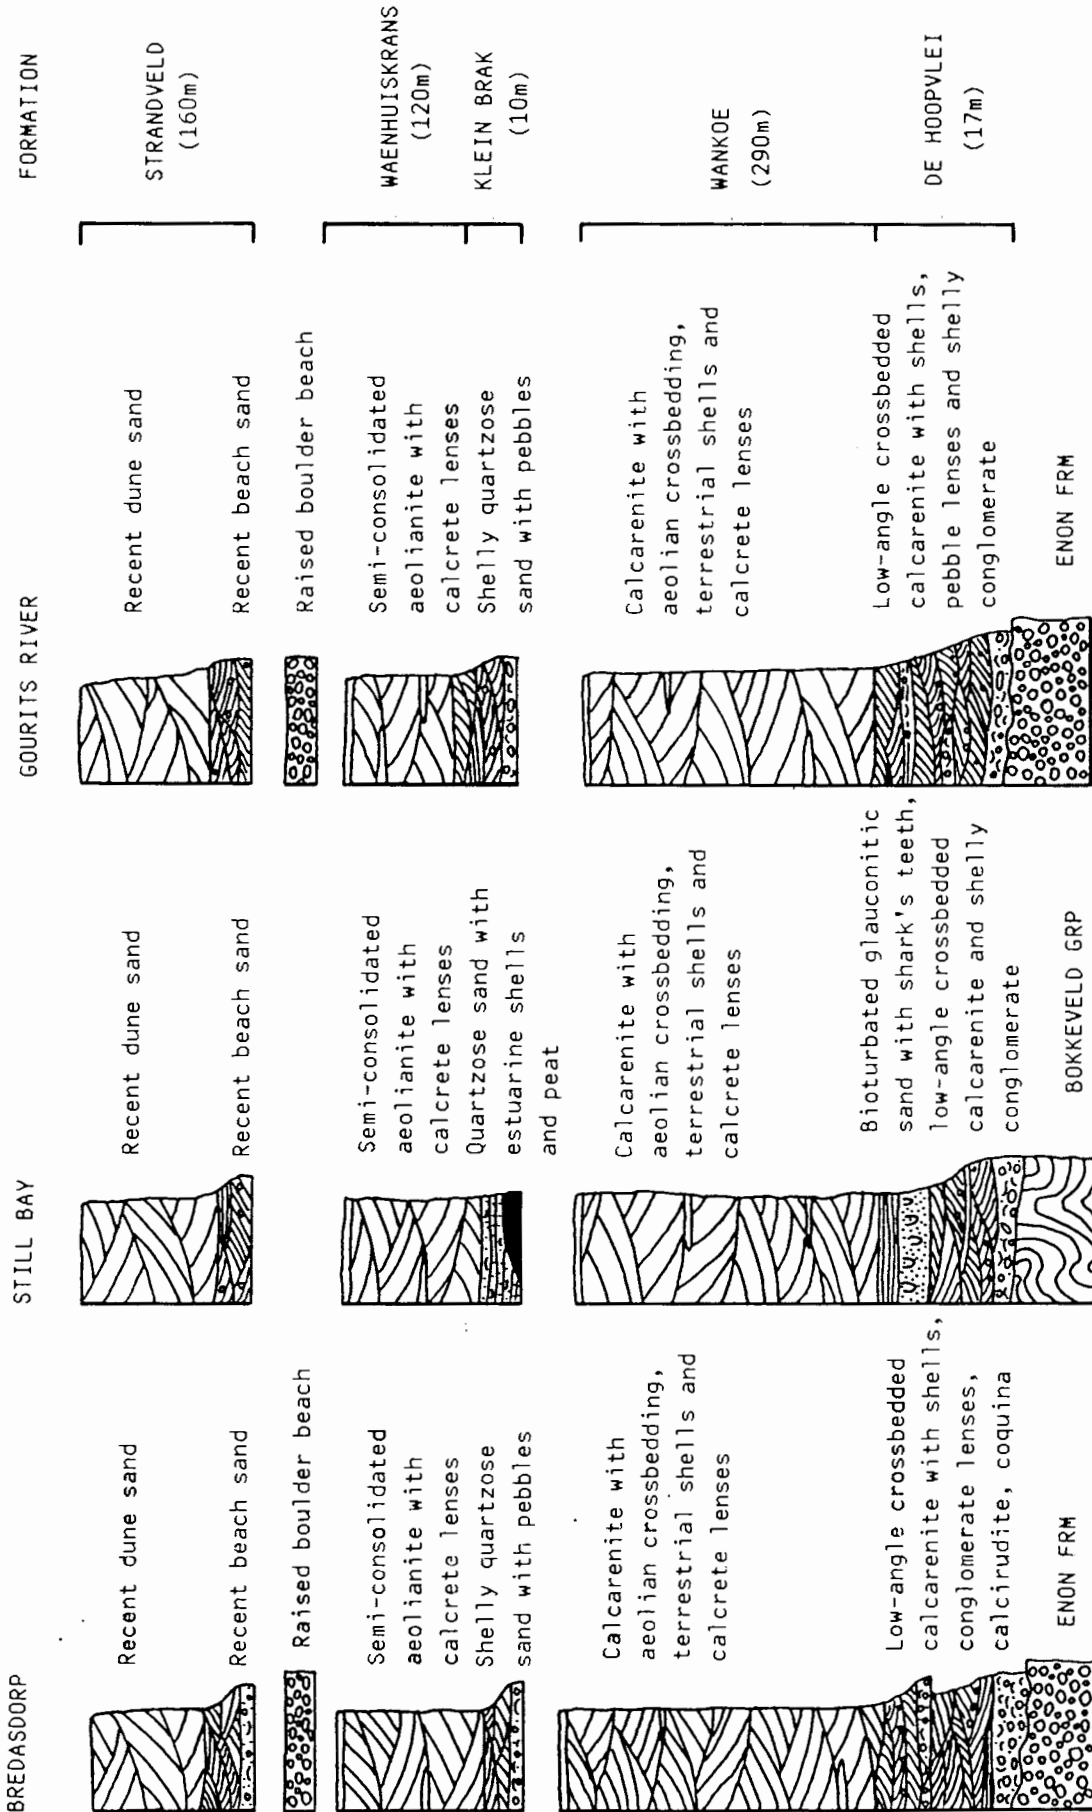 BREDASDORP
Recent dune sand
Recent beach sand
Raised boulder beach
Semi-consolidated
aeolianite with
calcrete lenses
Shelly quartzose
sand with pebbles
Calcarenite with
aeolian crossbedding,
terrestrial shells and
calcrete lenses
Low-angle crossbedded
calcarenite with shells,
conglomerate lenses,
calcirudite, coquina
ENON FRM
STILL BAY
Recent dune sand
Recent beach sand
Semi-consolidated
aeolianite with
calcrete lenses
Quartzose sand with
estuarine shells
and peat
Calcarenite with
aeolian crossbedding,
terrestrial shells and
calcrete lenses
Bioturbated glauconitic
sand with shark's teeth,
low-angle crossbedded
calcarenite and shelly
conglomerate
BOKKEVELD GRP
GOURITS RIVER
Recent dune sand
Recent beach sand
Raised boulder beach
Semi-consolidated
aeolianite with
calcrete lenses
Shelly quartzose
sand with pebbles
Calcarenite with
aeolian crossbedding,
terrestrial shells and
calcrete lenses
Low-angle crossbedded
calcarenite with shells,
pebble lenses and shelly
conglomerate
ENON FRM
FORMATION
STRANDVELD
(160m)
WAENHUISKRANS
(120m)
KLEIN BRAK
(10m)
WANKOE
(290m)
DE HOOPVLEI
(17m)